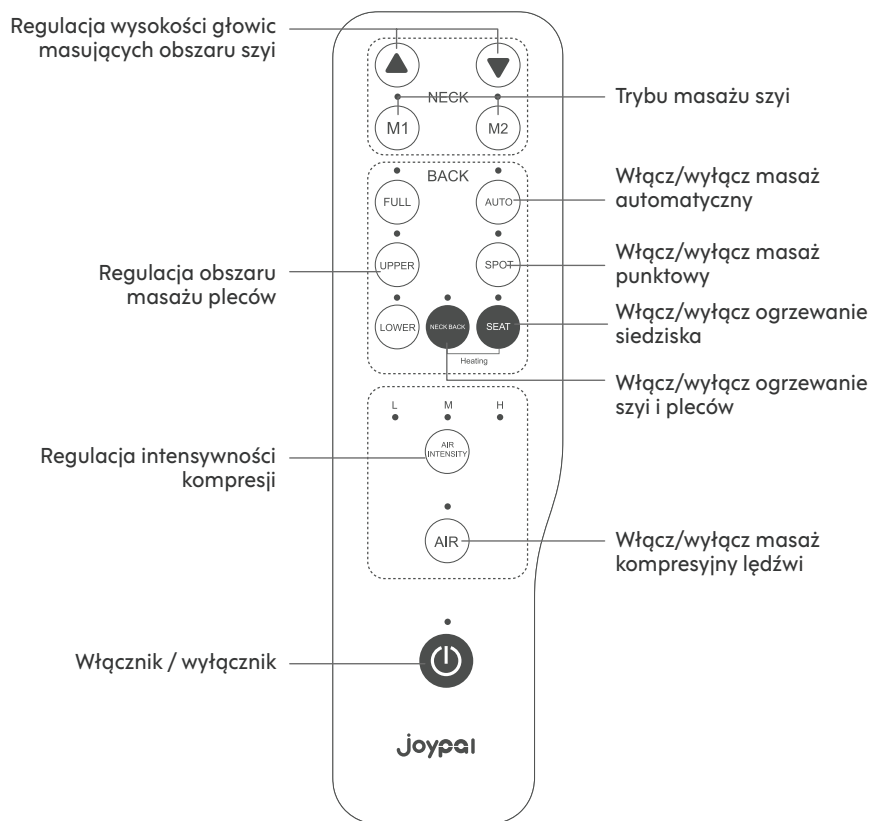 Regulacja wysokości głowic
masujących obszaru szyi
NECK
M1
M2
Trybu masażu szyi
BACK
FULL
AUTO
Włącz/wyłącz masaż
automatyczny
UPPER
SPOT
Włącz/wyłącz masaż
punktowy
Regulacja obszaru
masażu pleców
LOWER
NECK BACK
SEAT
Heating
Włącz/wyłącz ogrzewanie
siedziska
Włącz/wyłącz ogrzewanie
szyi i pleców
L M H
AIR
INTENSITY
Regulacja intensywności
kompresji
AIR
Włącz/wyłącz masaż
kompresyjny lędźwi
Włącznik / wyłącznik
joypal